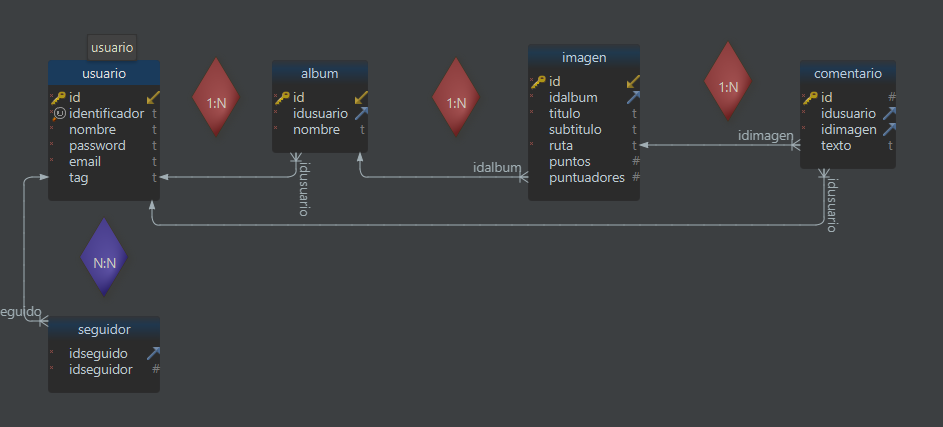 usuario
usuario
id
identificador t
nombre t
password t
email t
tag t
1:N
album
id
idusuario
nombre t
1:N
imagen
id
idalbum
titulo t
subtitulo t
ruta t
puntos #
puntuadores #
1:N
comentario
id #
idusuario
idimagen
texto t
idimagen
idalbum
idusuario
idusuario
N:N
eguido
seguidor
idseguido
idseguidor #